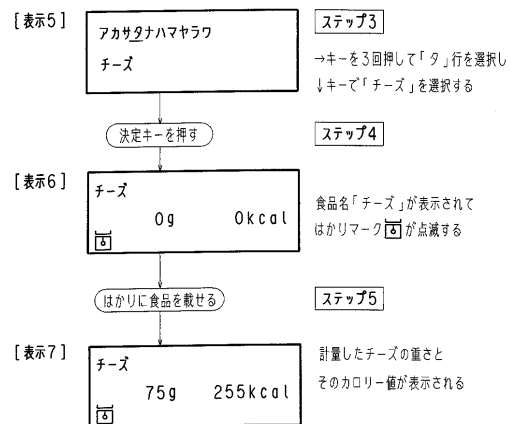 [表示5]
アカサタナハマヤラワ
チーズ
ステップ3
→キーを3回押して「タ」行を選択し
↓キーで「チーズ」を選択する
決定キーを押す
ステップ4
[表示6]
チーズ
0g 0kcal
食品名「チーズ」が表示されて
はかりマークが点滅する
はかりに食品を載せる
ステップ5
[表示7]
チーズ
75g 255kcal
計量したチーズの重さと
そのカロリー値が表示される